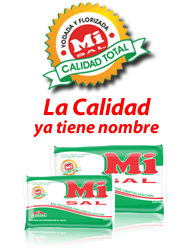 YODADA Y FLORIZADA
Mi
SAL
CALIDAD TOTAL
La Calidad
ya tiene nombre
Mi
SAL
Mi
SAL